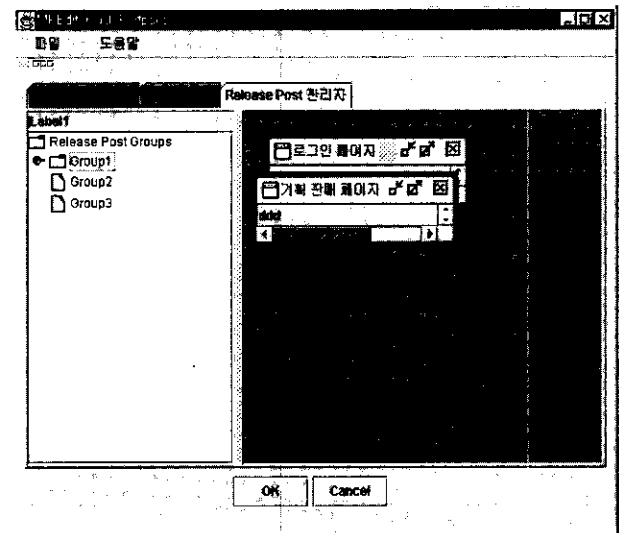 파일 도움말
Release Post 관리자
Label1
Release Post Groups
Group1
Group2
Group3
로그인 페이지
기획 판매 페이지
OK
Cancel